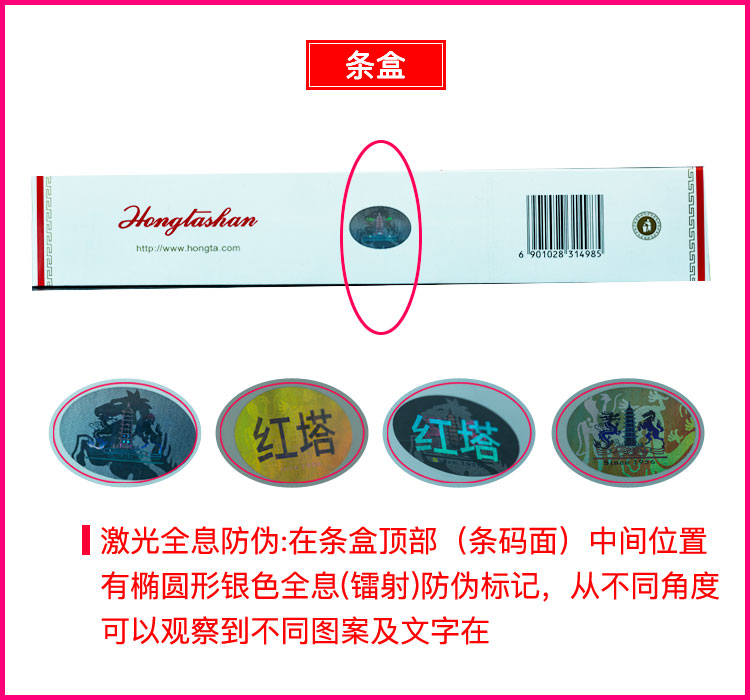 条盒
Hongtashan
http://www.hongta.com
6 901028 314985
红塔
红塔
Since 1956
激光全息防伪:在条盒顶部（条码面）中间位置
有椭圆形银色全息(镭射)防伪标记，从不同角度
可以观察到不同图案及文字在